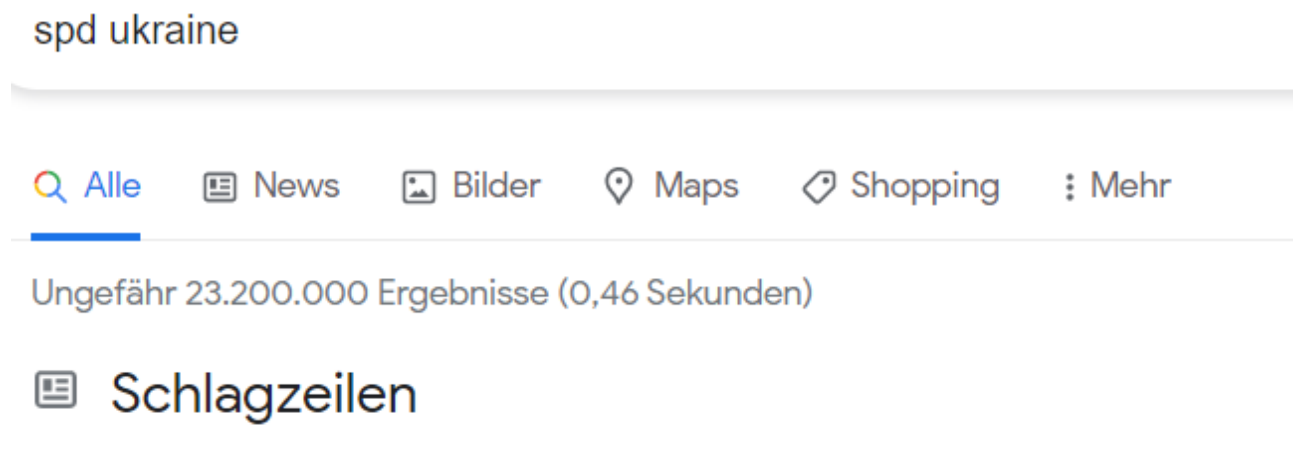 spd ukraine
Alle News Bilder Maps Shopping Mehr
Ungefähr 23.200.000 Ergebnisse (0,46 Sekunden)
Schlagzeilen